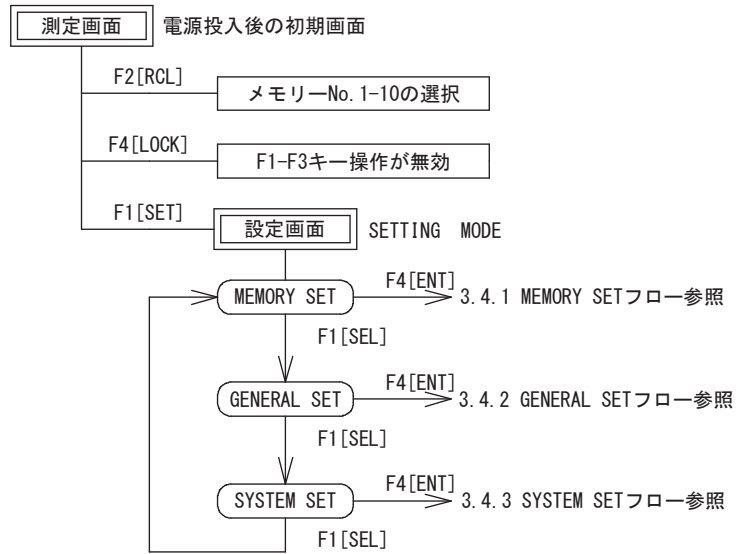 測定画面 電源投入後の初期画面
F2[RCL]
メモリーNo.1-10の選択
F4[LOCK]
F1-F3キー操作が無効
F1[SET]
設定画面 SETTING MODE
MEMORY SET F4[ENT] 3.4.1 MEMORY SETフロー参照
F1[SEL]
GENERAL SET F4[ENT] 3.4.2 GENERAL SETフロー参照
F1[SEL]
SYSTEM SET F4[ENT] 3.4.3 SYSTEM SETフロー参照
F1[SEL]